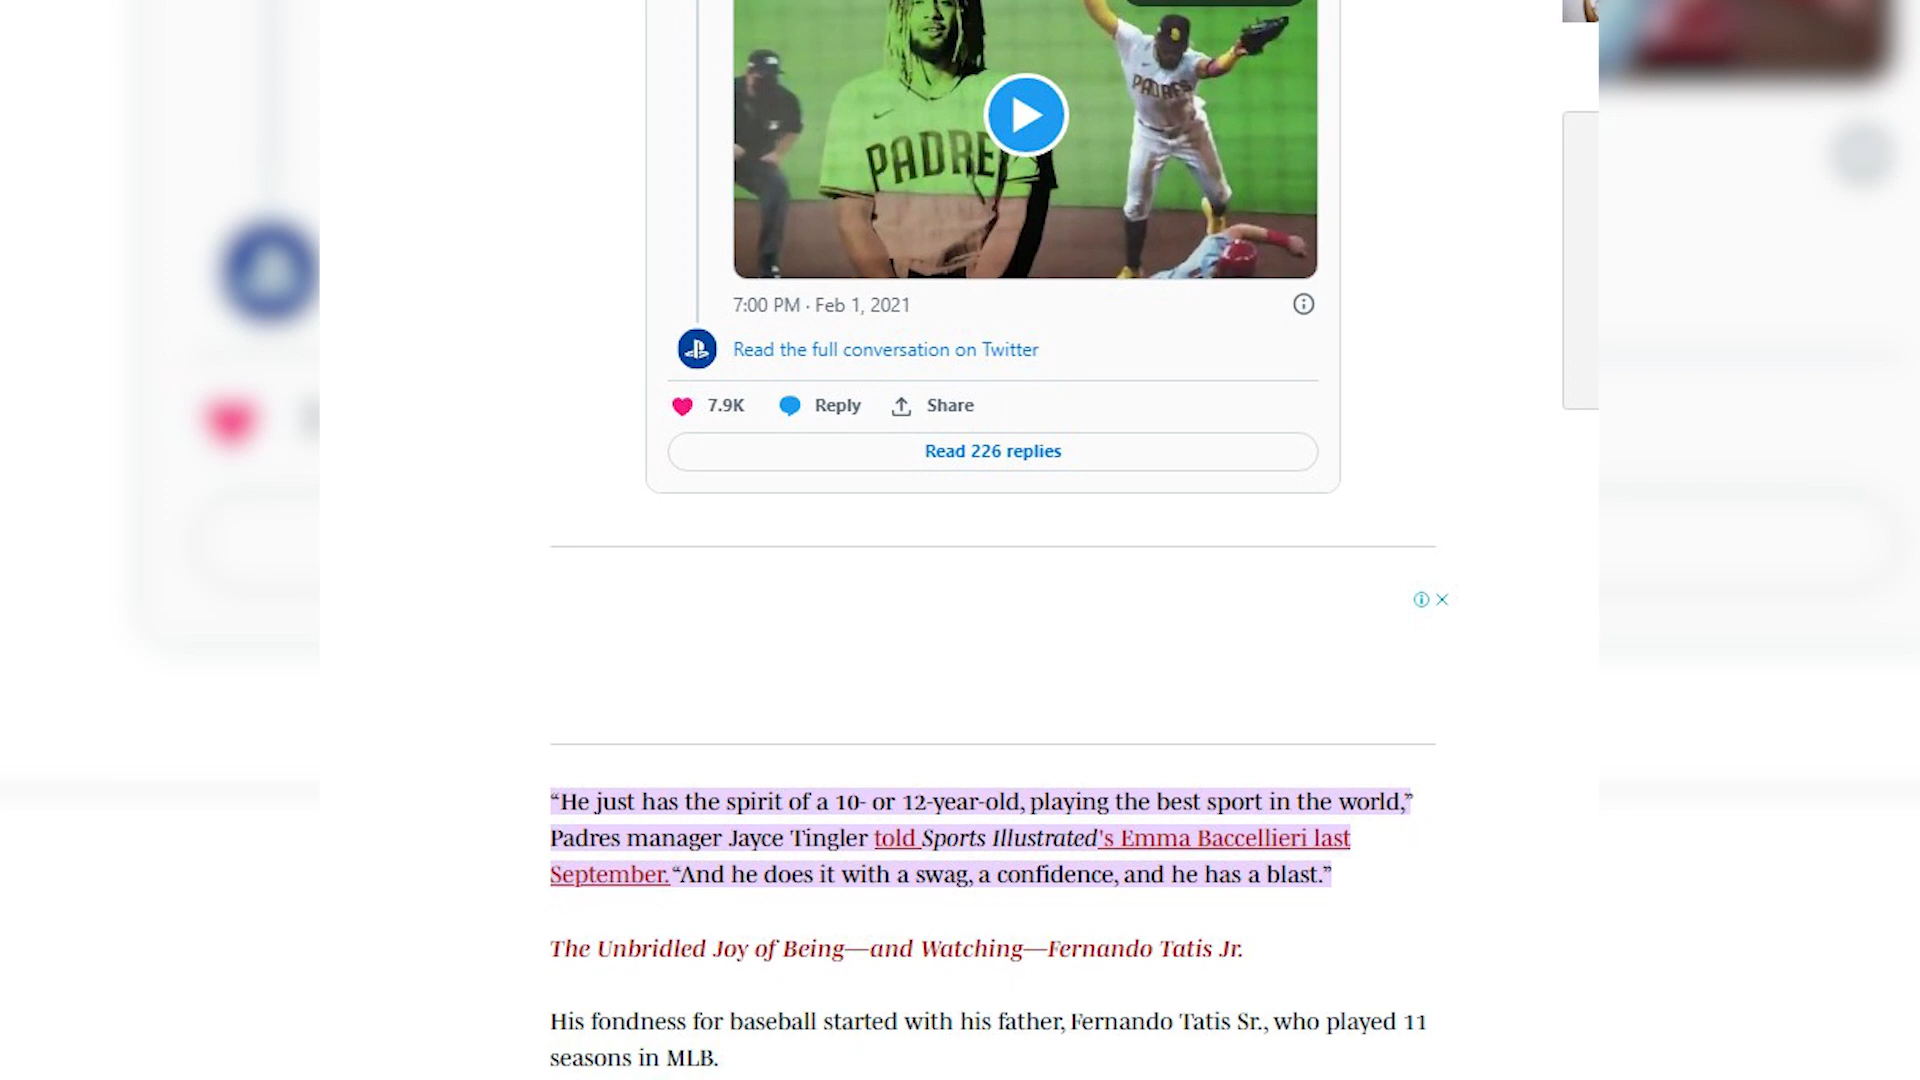 PADRE
PADRES
7:00 PM · Feb 1, 2021
Read the full conversation on Twitter
7.9K Reply Share
Read 226 replies
“He just has the spirit of a 10- or 12-year-old, playing the best sport in the world,”
Padres manager Jayce Tingler told Sports Illustrated's Emma Baccellieri last
September. “And he does it with a swag, a confidence, and he has a blast.”
The Unbridled Joy of Being—and Watching—Fernando Tatis Jr.
His fondness for baseball started with his father, Fernando Tatis Sr., who played 11
seasons in MLB.